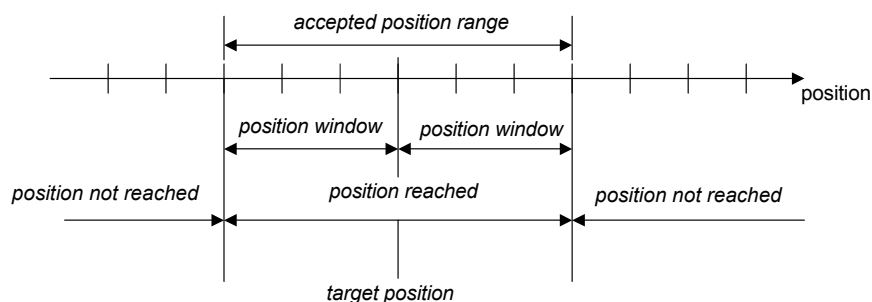 accepted position range
position
position window
position window
position not reached
position reached
position not reached
target position